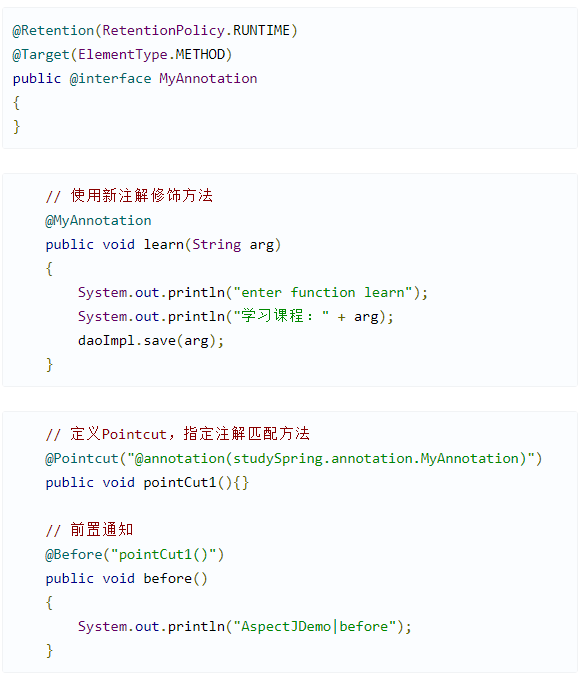 @Retention(RetentionPolicy.RUNTIME)
@Target(ElementType.METHOD)
public @interface MyAnnotation
{
}
// 使用新注解修饰方法
@MyAnnotation
public void learn(String arg)
{
System.out.println("enter function learn");
System.out.println("学习课程：" + arg);
daoImpl.save(arg);
}
// 定义Pointcut，指定注解匹配方法
@Pointcut("@annotation(studySpring.annotation.MyAnnotation)")
public void pointCut1(){}
// 前置通知
@Before("pointCut1()")
public void before()
{
System.out.println("AspectJDemo|before");
}